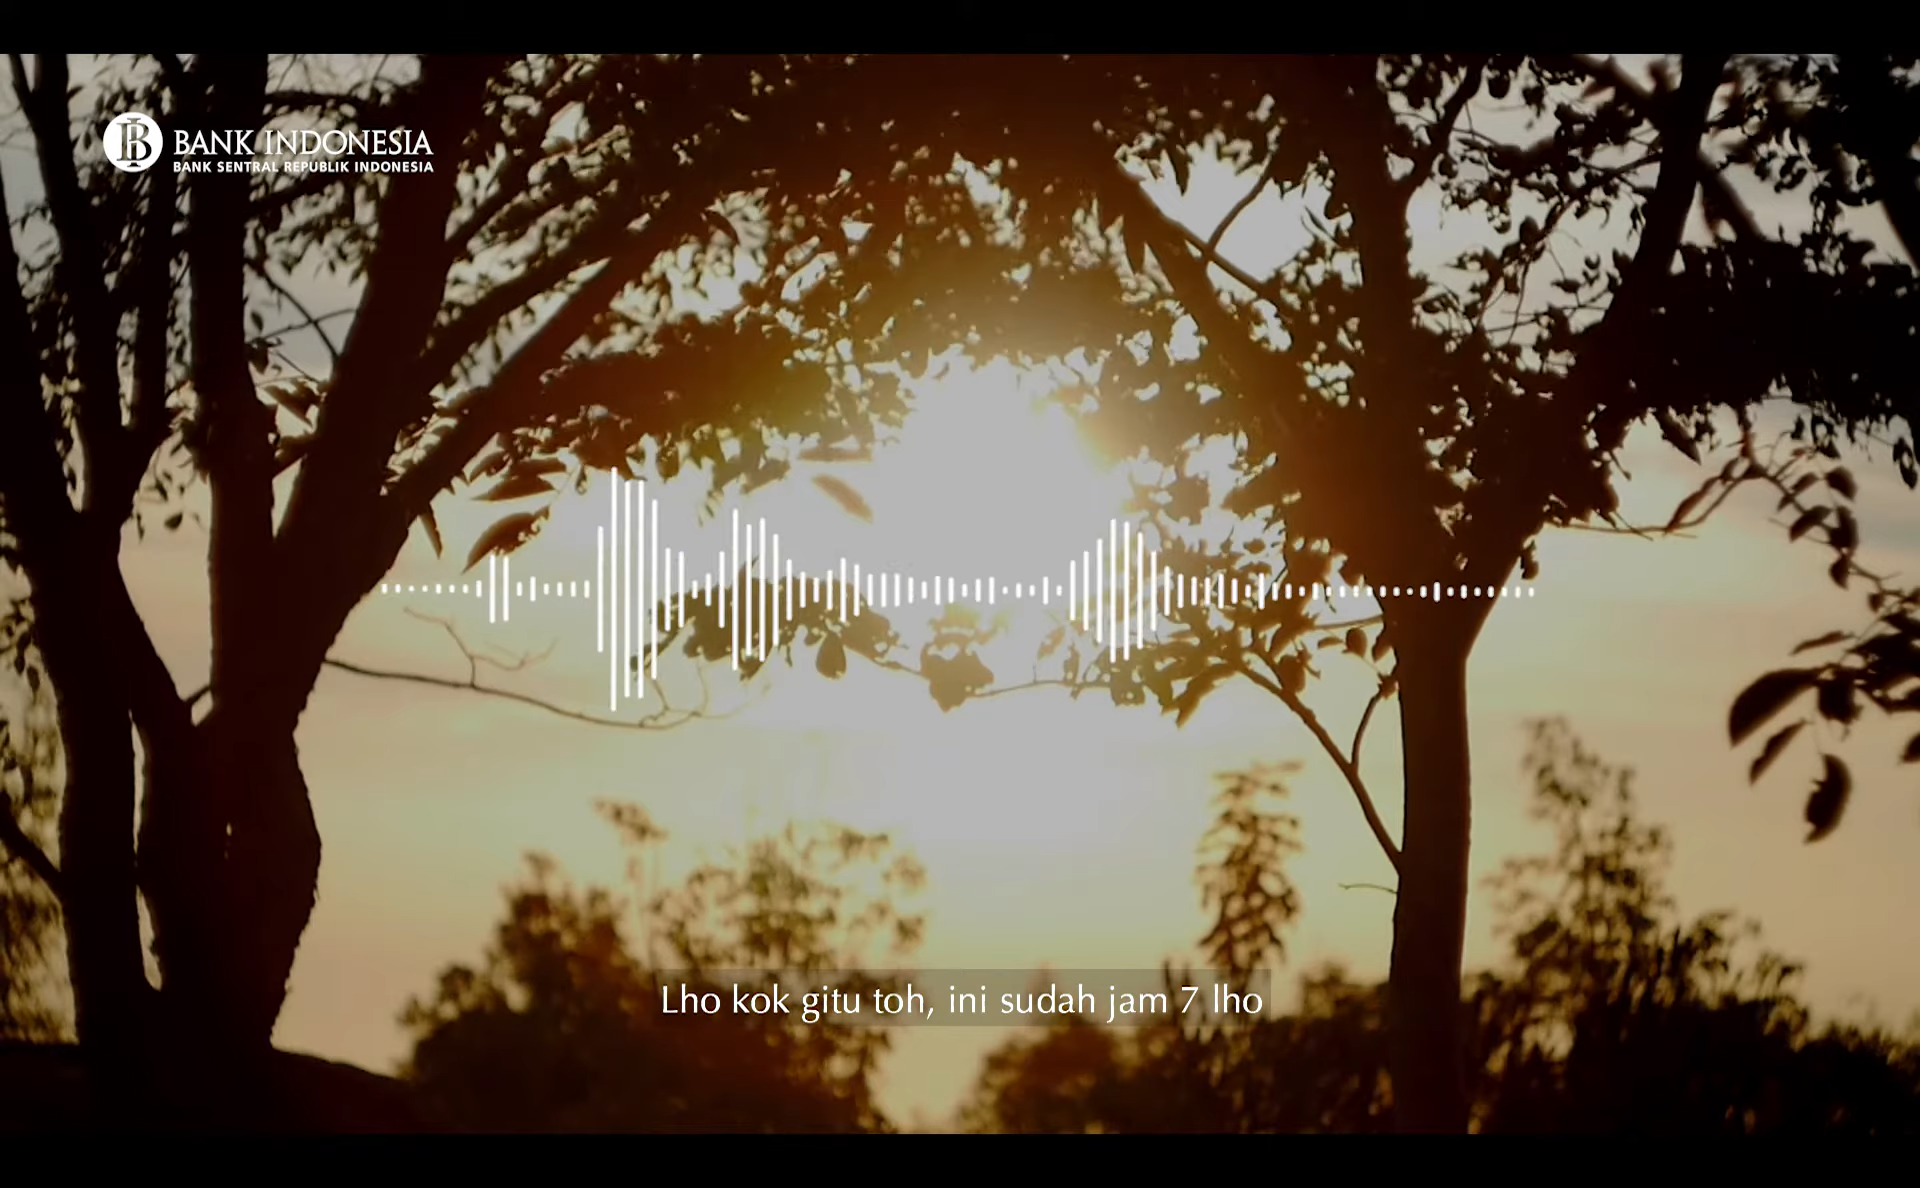 BANK INDONESIA
BANK SENTRAL REPUBLIK INDONESIA
Lho kok gitu toh, ini sudah jam 7 lho